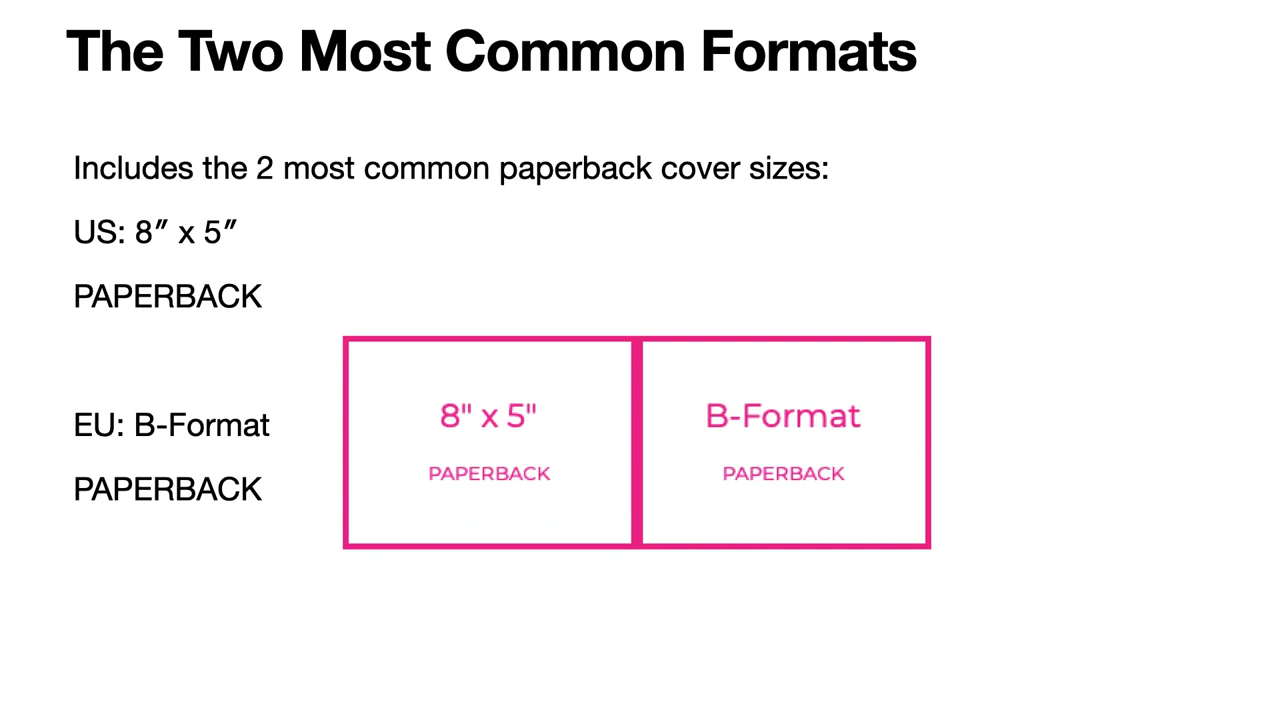 The Two Most Common Formats
Includes the 2 most common paperback cover sizes:
US: 8″ x 5″
PAPERBACK
EU: B-Format
PAPERBACK
8" x 5"
PAPERBACK
B-Format
PAPERBACK